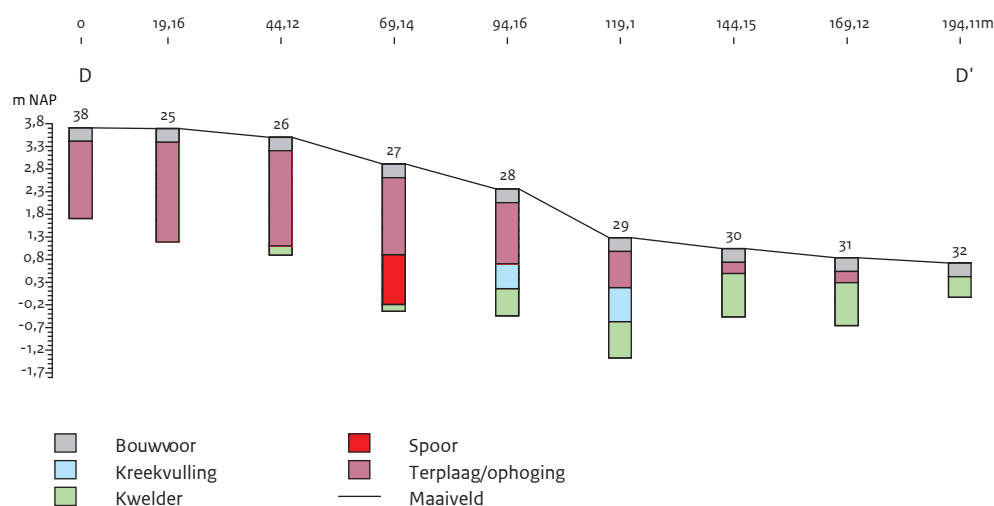 0 19,16 44,12 69,14 94,16 119,1 144,15 169,12 194,11m
D D'
m NAP
38 25 26 27 28 29 30 31 32
3,8
3,3
2,8
2,3
1,8
1,3
0,8
0,3
-0,2
-0,7
-1,2
-1,7
Bouwvoor Spoor
Kreekvulling Terplaag/ophoging
Kwelder Maaiveld